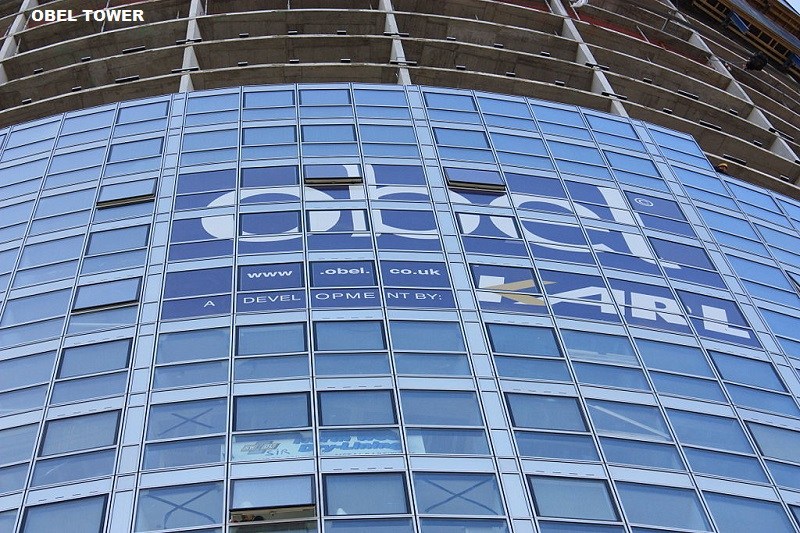 OBEL TOWER
obel ©
www.obel.co.uk
A DEVELOPMENT BY: KARL